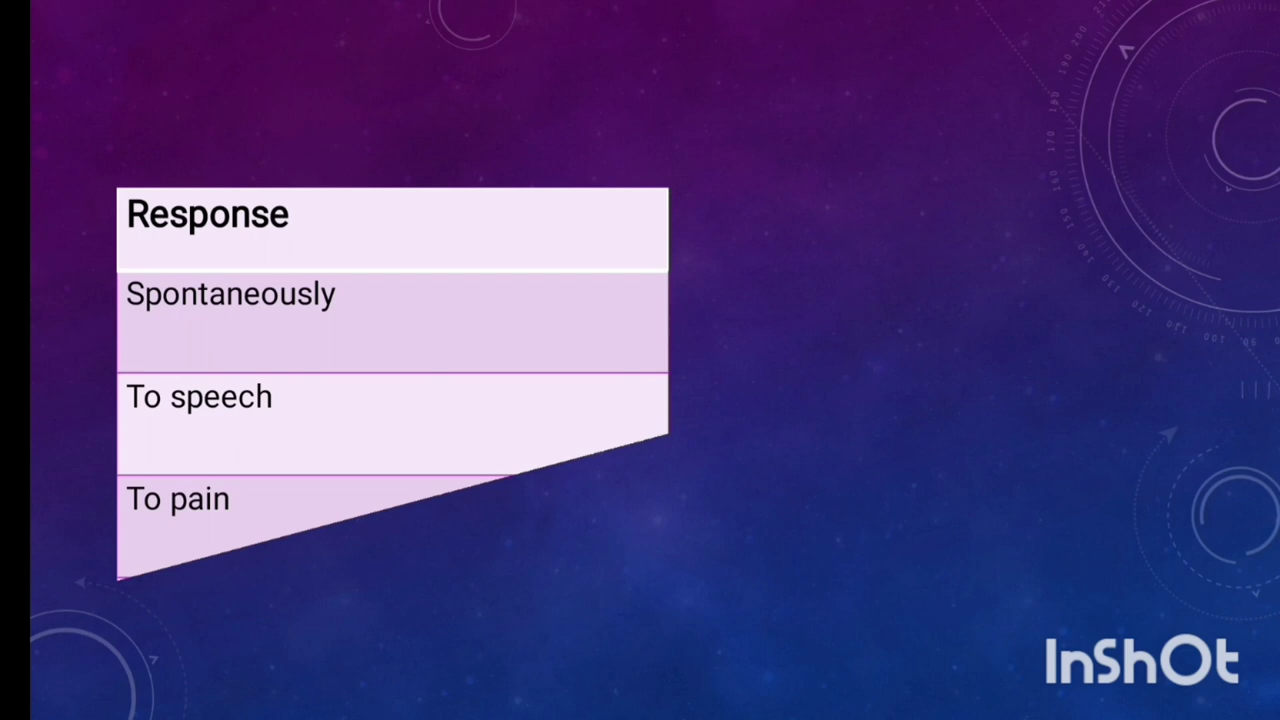 Response
Spontaneously
To speech
To pain
InShOt